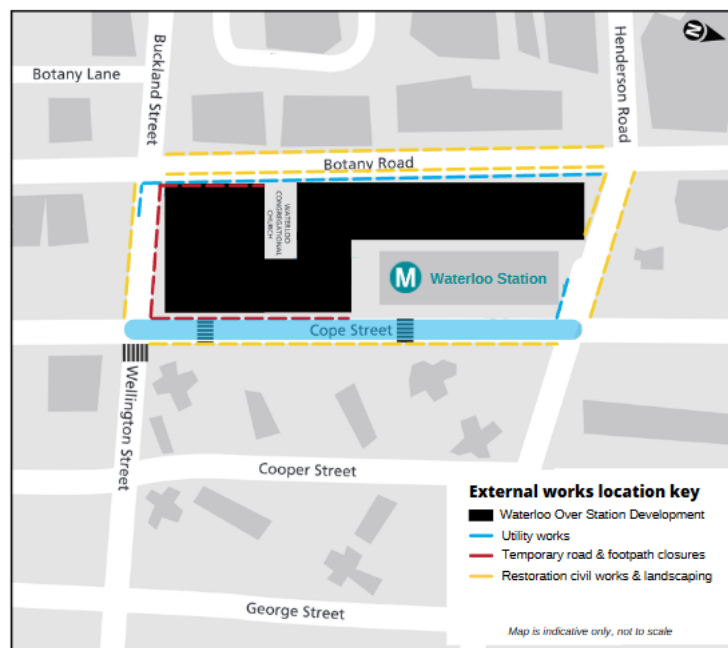 N
Botany Lane
Buckland Street
Henderson Road
Botany Road
WATERLOO
CONGREGATIONAL
CHURCH
M Waterloo Station
Cope Street
Wellington Street
Cooper Street
George Street
External works location key
Waterloo Over Station Development
Utility works
Temporary road & footpath closures
Restoration civil works & landscaping
Map is indicative only, not to scale